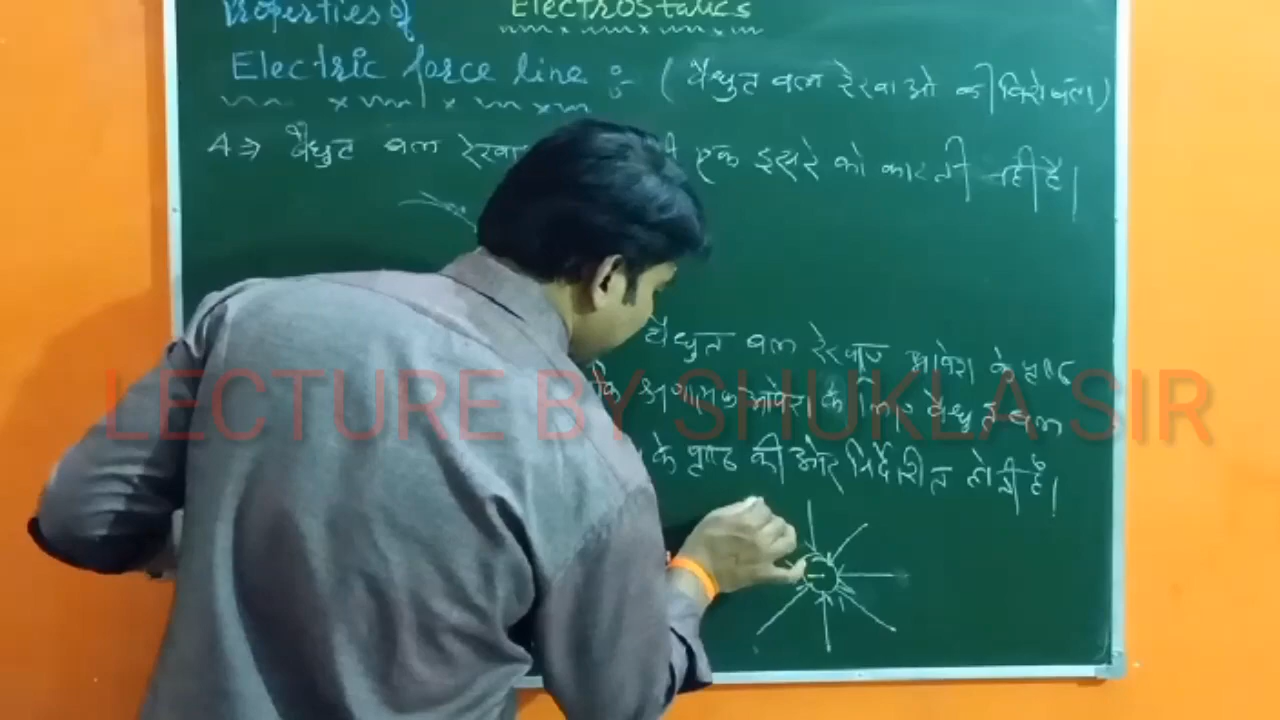 Electrostatics
Properties of
Electric force line :- (वैधुत बल रेखाओ की विशेषता)
A ⇒ वैधुत बल रेखा एक दुसरे को काटती नही है।
वैधुत बल रेखाए आवेश के पृष्ठ
LECTURE BY SHUKLA SIR
के लिए वैधुत बल
के पृष्ठ की ओर निर्देशित होती है।